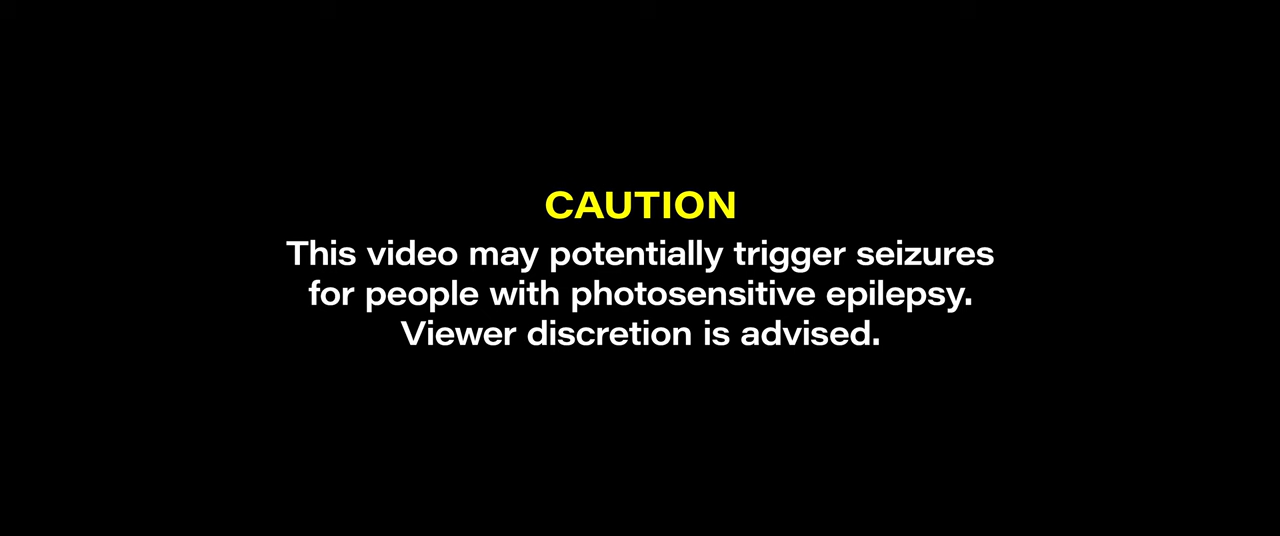 CAUTION
This video may potentially trigger seizures
for people with photosensitive epilepsy.
Viewer discretion is advised.